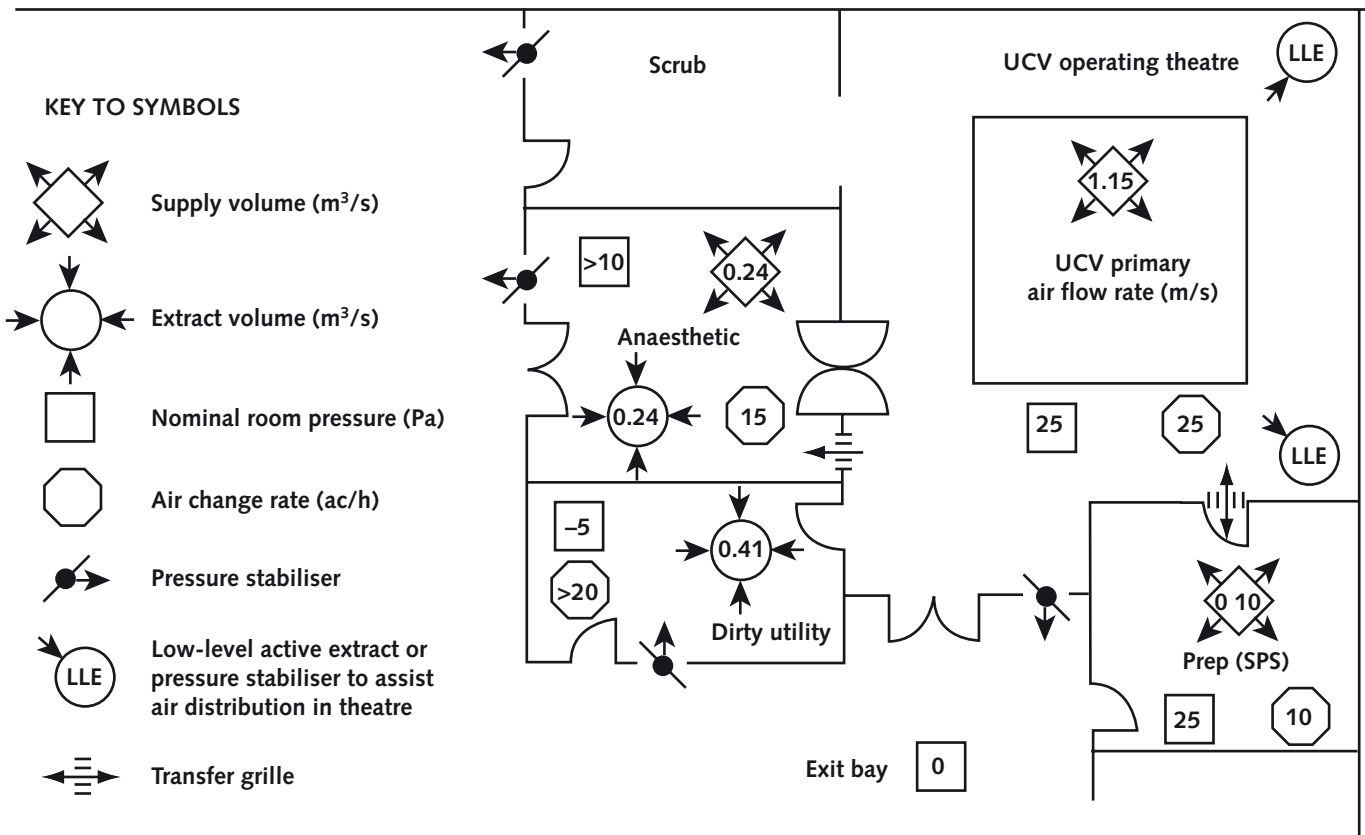 KEY TO SYMBOLS
Supply volume (m³/s)
Extract volume (m³/s)
Nominal room pressure (Pa)
Air change rate (ac/h)
Pressure stabiliser
LLE
Low-level active extract or
pressure stabiliser to assist
air distribution in theatre
Transfer grille
Scrub
UCV operating theatre
LLE
1.15
UCV primary
air flow rate (m/s)
>10
0.24
Anaesthetic
0.24
15
25
25
LLE
–5
0.41
>20
Dirty utility
0 10
Prep (SPS)
25
10
Exit bay
0